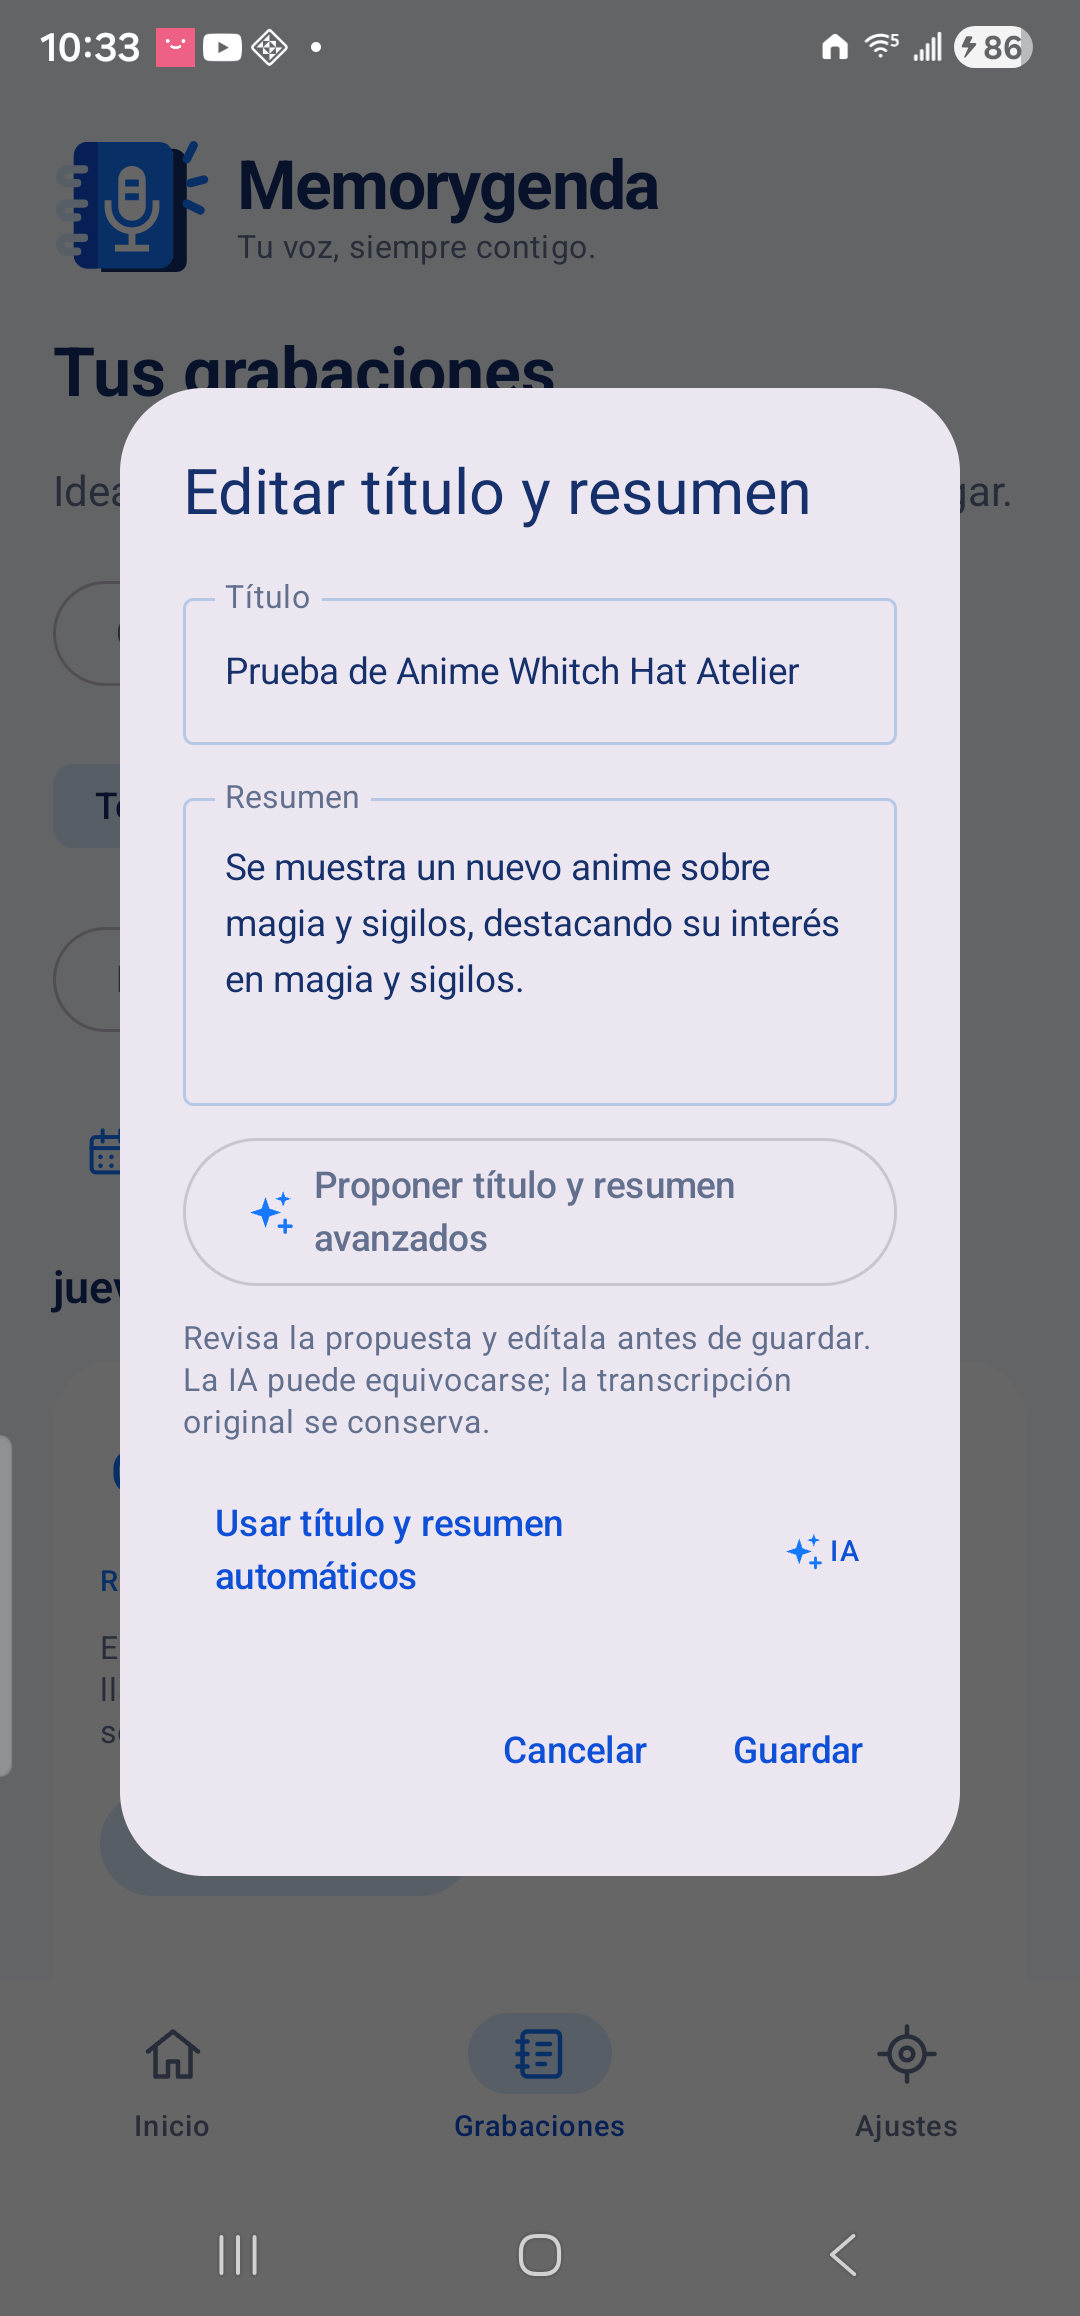 10:33
5
86
Memorygenda
Tu voz, siempre contigo.
Tus grabaciones
Editar título y resumen
Título
Prueba de Anime Whitch Hat Atelier
Resumen
Se muestra un nuevo anime sobre
magia y sigilos, destacando su interés
en magia y sigilos.
Proponer título y resumen
avanzados
Revisa la propuesta y edítala antes de guardar.
La IA puede equivocarse; la transcripción
original se conserva.
Usar título y resumen
automáticos
IA
Cancelar
Guardar
Inicio
Grabaciones
Ajustes